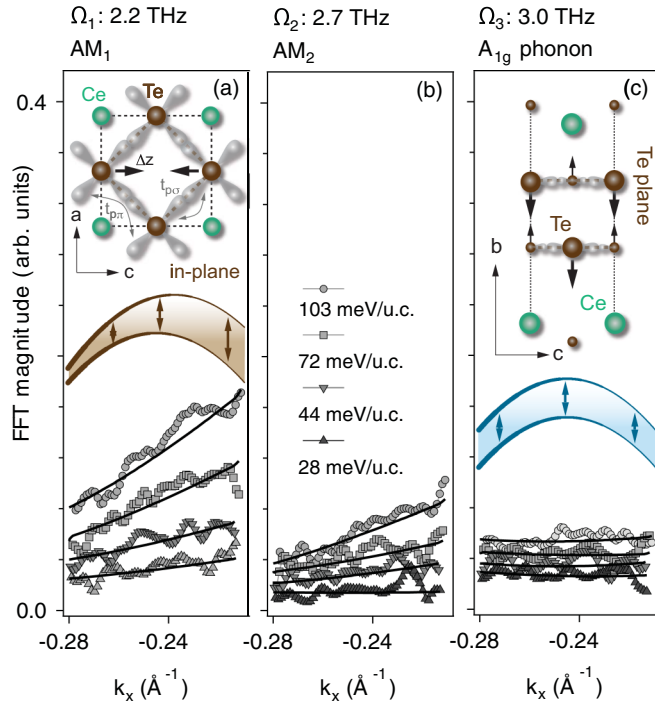 Ω₁: 2.2 THz
AM₁
Ω₂: 2.7 THz
AM₂
Ω₃: 3.0 THz
A₁g phonon
FFT magnitude (arb. units)
0.4
0.0
(a)
Ce
Te
Δz
tpσ
tpπ
a
c
in-plane
-0.28
-0.24
kx (Å⁻¹)
(b)
103 meV/u.c.
72 meV/u.c.
44 meV/u.c.
28 meV/u.c.
-0.28
-0.24
kx (Å⁻¹)
(c)
Te plane
Te
b
Ce
c
-0.28
-0.24
kx (Å⁻¹)